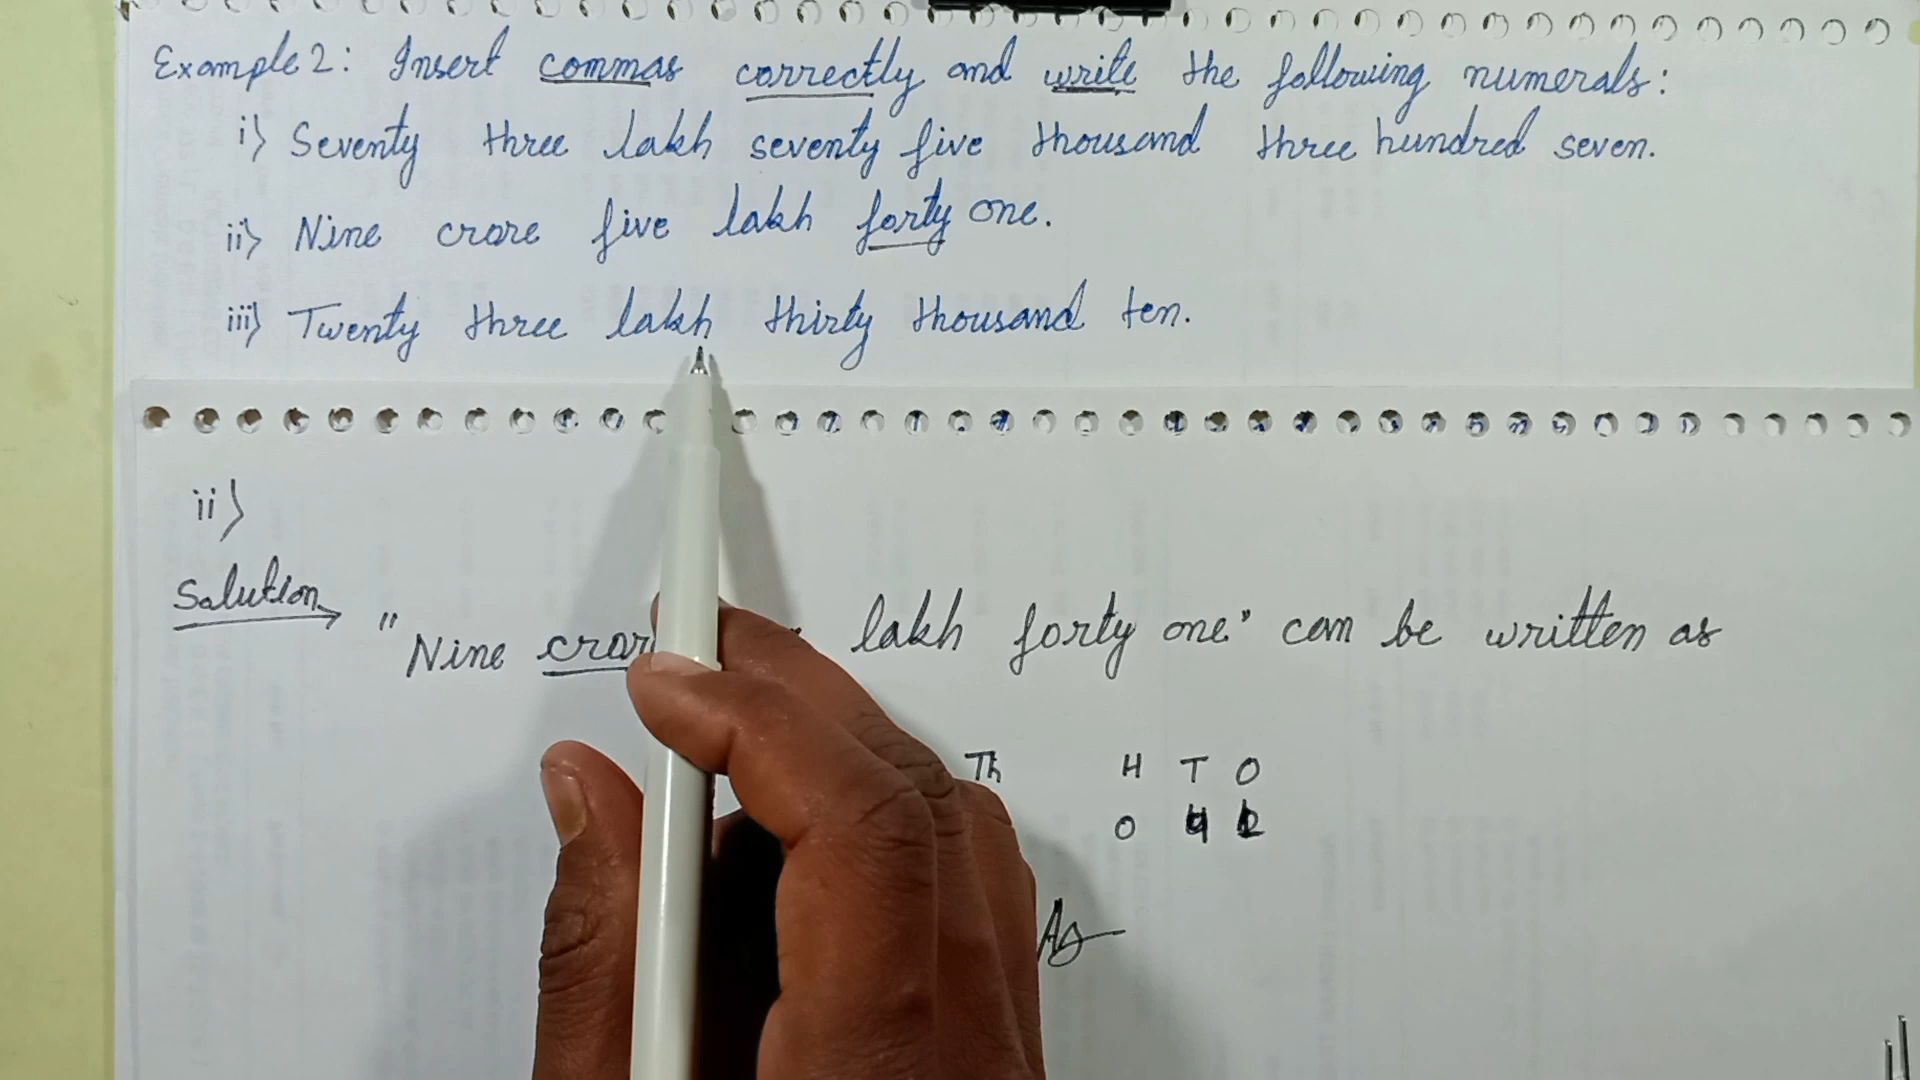 Example 2: Insert commas correctly and write the following numerals:
i) Seventy three lakh seventy five thousand three hundred seven.
ii) Nine crore five lakh forty one.
iii) Twenty three lakh thirty thousand ten.
ii)
Solution → "Nine lakh forty one" can be written as
Th H T O
0 4 1